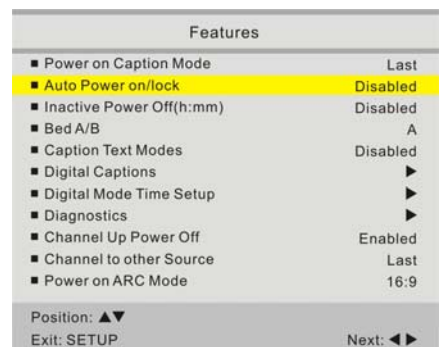 Features
■ Power on Caption Mode Last
■ Auto Power on/lock Disabled
■ Inactive Power Off(h:mm) Disabled
■ Bed A/B A
■ Caption Text Modes Disabled
■ Digital Captions ▶
■ Digital Mode Time Setup ▶
■ Diagnostics ▶
■ Channel Up Power Off Enabled
■ Channel to other Source Last
■ Power on ARC Mode 16:9
Position: ▲▼
Exit: SETUP Next: ◀ ▶